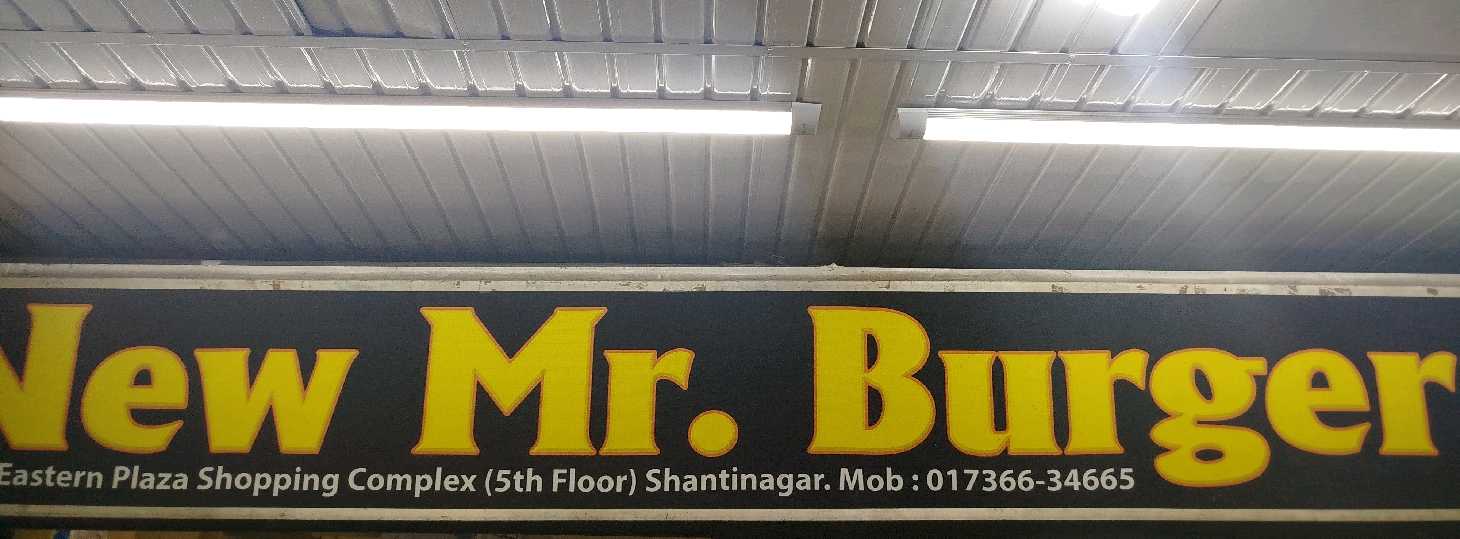 New Mr. Burger
Eastern Plaza Shopping Complex (5th Floor) Shantinagar. Mob : 017366-34665